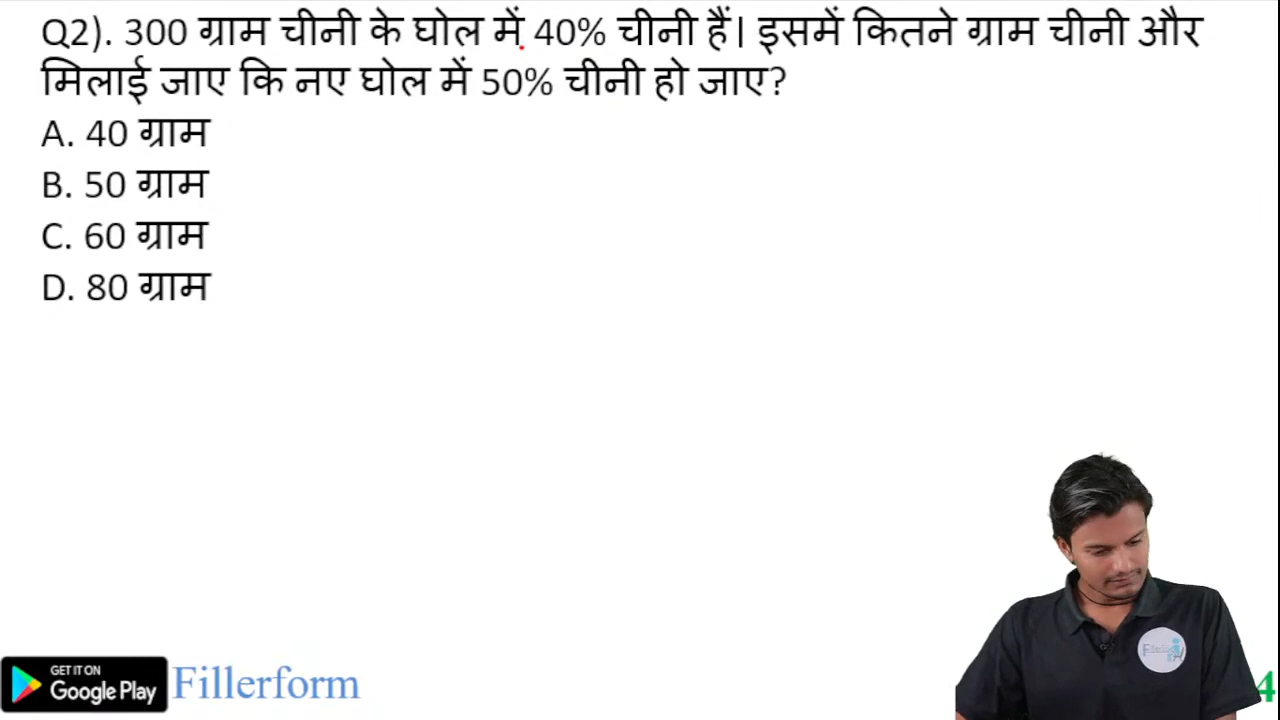 Q2). 300 ग्राम चीनी के घोल में 40% चीनी हैं। इसमें कितने ग्राम चीनी और
मिलाई जाए कि नए घोल में 50% चीनी हो जाए?
A. 40 ग्राम
B. 50 ग्राम
C. 60 ग्राम
D. 80 ग्राम
GET IT ON
Google Play
Fillerform
4